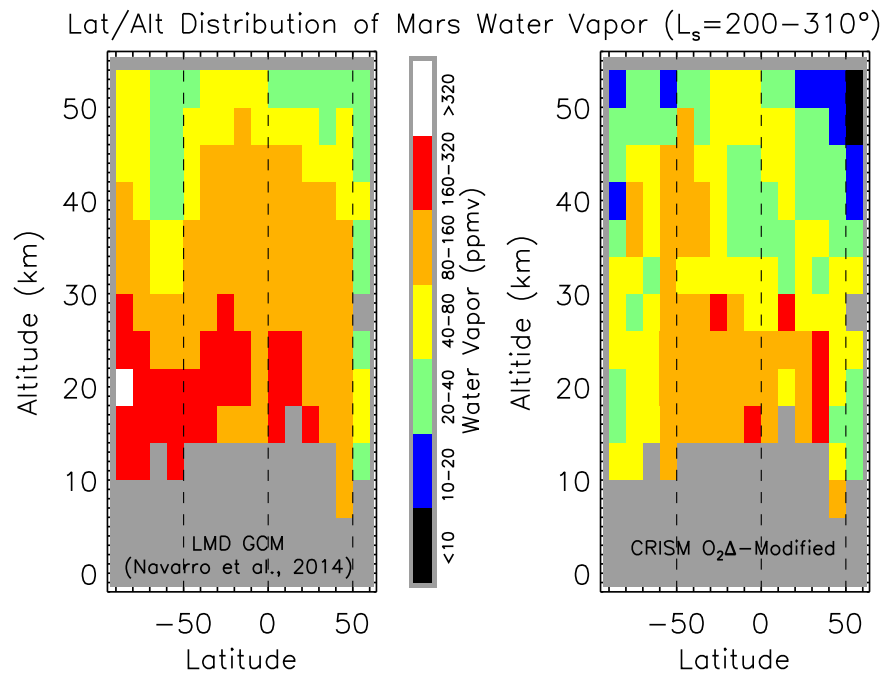 Lat/Alt Distribution of Mars Water Vapor (Lₛ=200−310°)
Altitude (km)
50
40
30
20
10
0
LMD GCM
(Navarro et al., 2014)
−50 0 50
Latitude
>320
160−320
80−160
40−80
20−40
10−20
<10
Water Vapor (ppmv)
Altitide (km)
50
40
30
20
10
0
CRISM O₂Δ−Modified
−50 0 50
Latitude